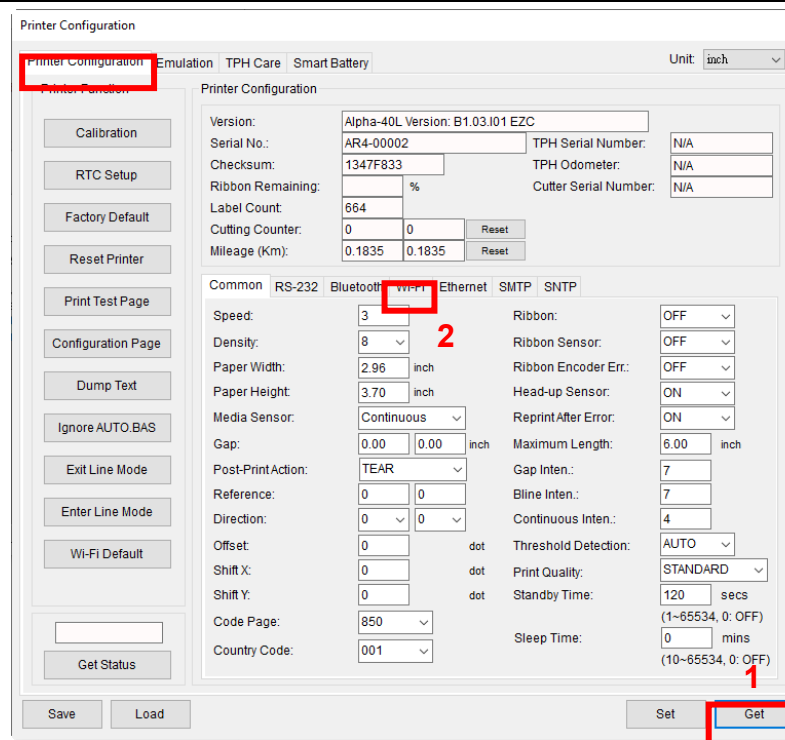 Printer Configuration
Printer Configuration Emulation TPH Care Smart Battery Unit: inch
Printer Function Printer Configuration
Version: Alpha-40L Version: B1.03.I01 EZC
Calibration
Serial No.: AR4-00002 TPH Serial Number: N/A
Checksum: 1347F833 TPH Odometer: N/A
RTC Setup
Ribbon Remaining: % Cutter Serial Number: N/A
Label Count: 664
Factory Default
Cutting Counter: 0 0 Reset
Mileage (Km): 0.1835 0.1835 Reset
Reset Printer
Common RS-232 Bluetooth Wi-Fi Ethernet SMTP SNTP
Print Test Page
Speed: 3 Ribbon: OFF
2
Configuration Page
Density: 8 Ribbon Sensor: OFF
Paper Width: 2.96 inch Ribbon Encoder Err.: OFF
Dump Text
Paper Height: 3.70 inch Head-up Sensor: ON
Media Sensor: Continuous Reprint After Error: ON
Ignore AUTO.BAS
Gap: 0.00 0.00 inch Maximum Length: 6.00 inch
Exit Line Mode
Post-Print Action: TEAR Gap Inten.: 7
Reference: 0 0 Bline Inten.: 7
Enter Line Mode
Direction: 0 0 Continuous Inten.: 4
Offset: 0 dot Threshold Detection: AUTO
Wi-Fi Default
Shift X: 0 dot Print Quality: STANDARD
Shift Y: 0 dot Standby Time: 120 secs
(1~65534, 0: OFF)
Code Page: 850
Sleep Time: 0 mins
Country Code: 001
(10~65534, 0: OFF)
Get Status
1
Save Load Set Get